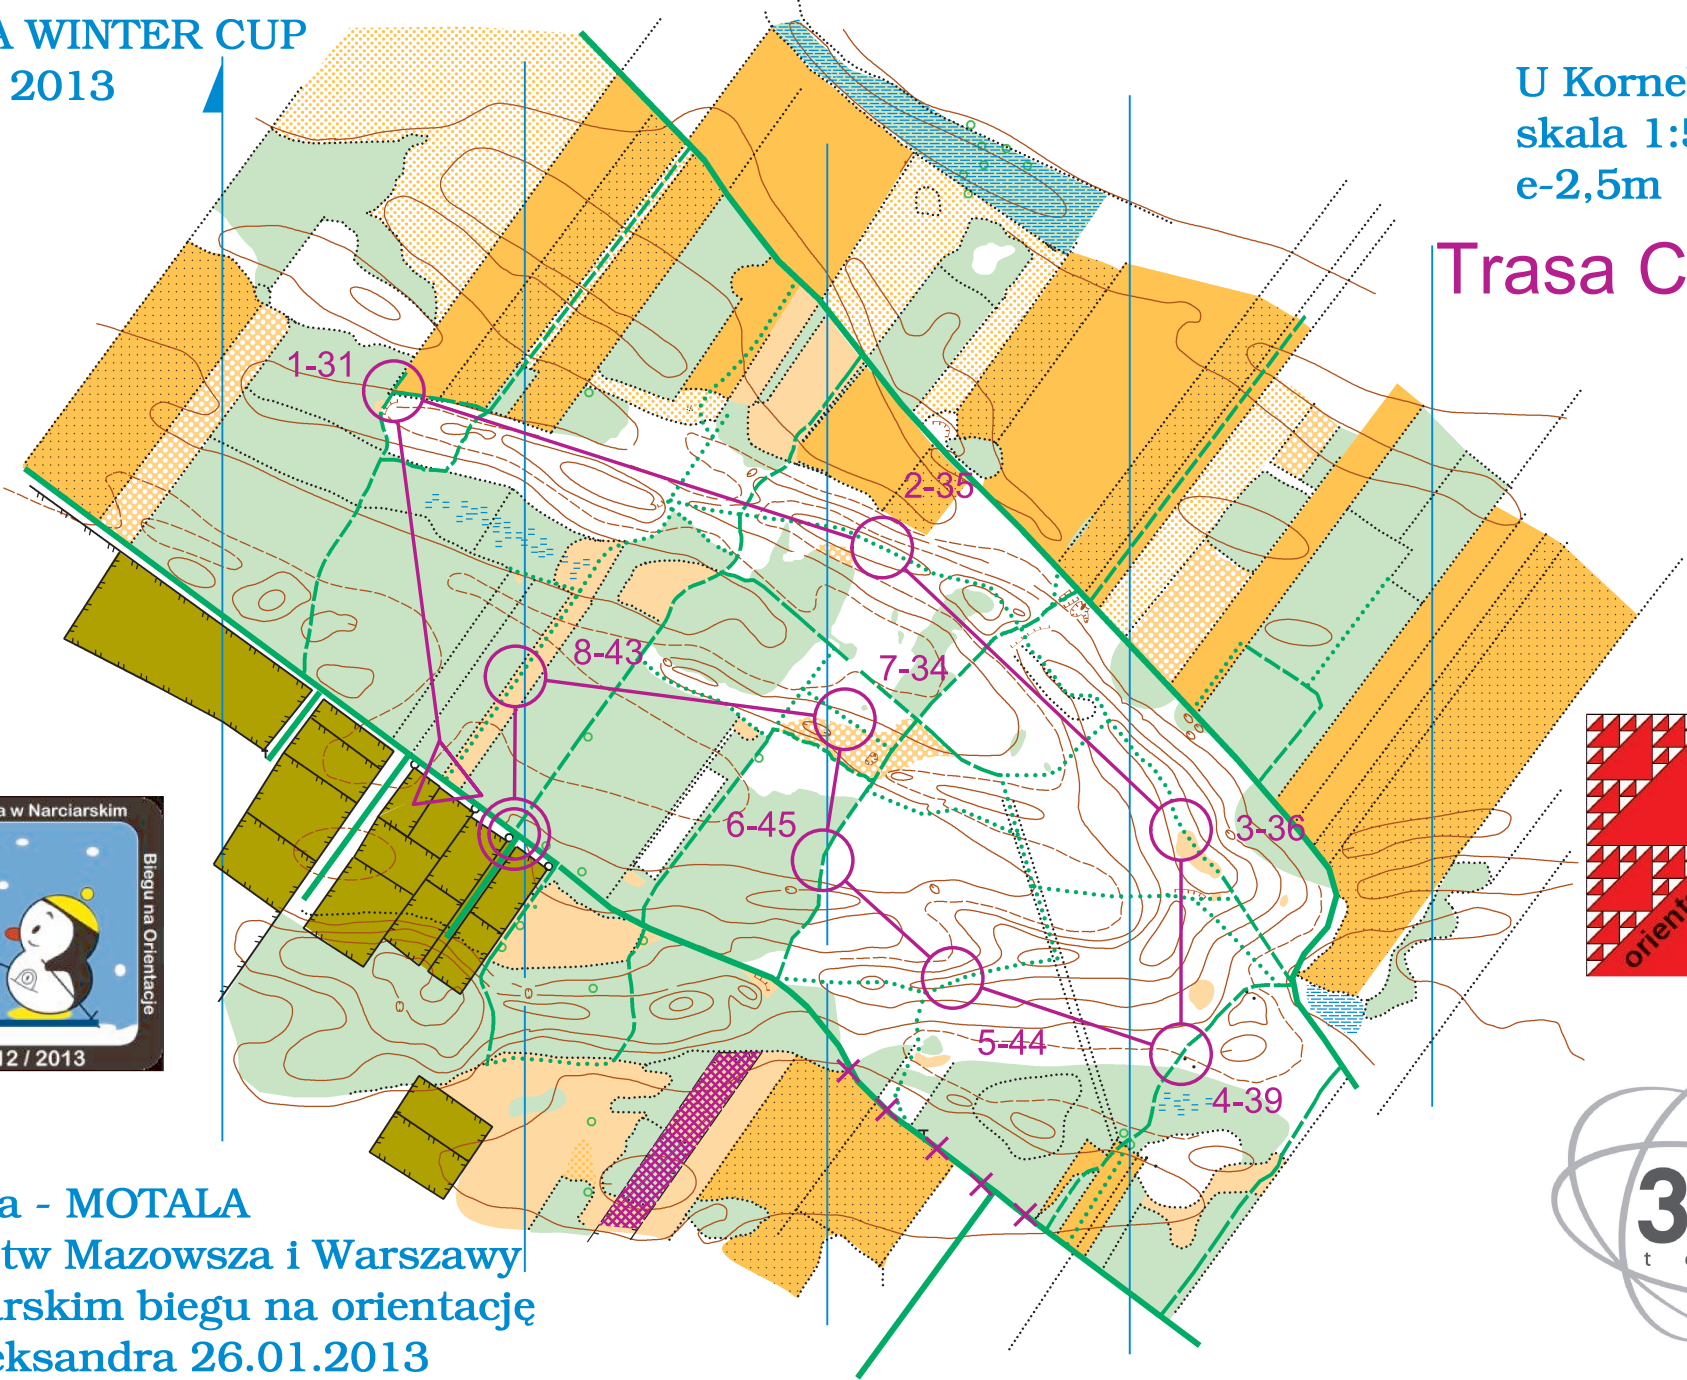 A WINTER CUP
2013
U Korne
skala 1:5
e-2,5m
Trasa C
1-31
2-35
8-43
7-34
6-45
3-36
5-44
4-39
a w Narciarskim
Biegu na Orientacje
12 / 2013
orient
3
t
a - MOTALA
tw Mazowsza i Warszawy
arskim biegu na orientację
eksandra 26.01.2013